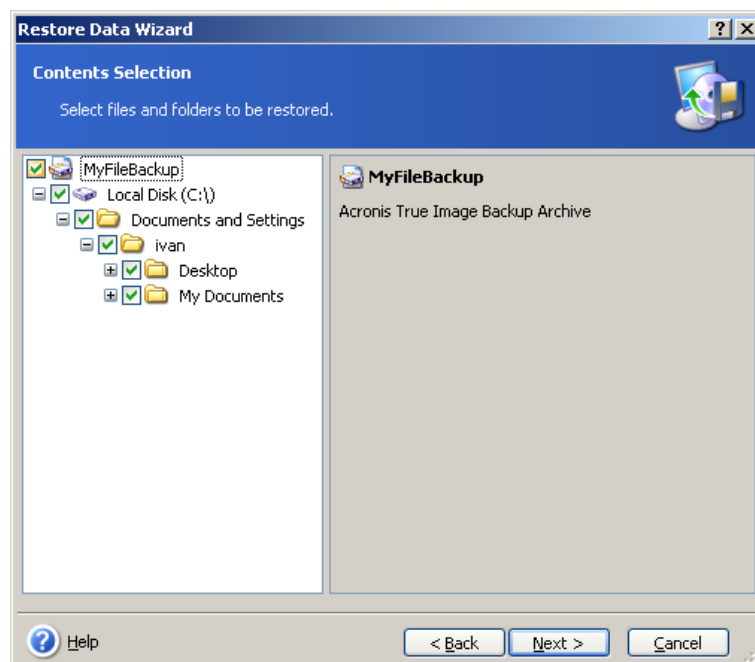 Restore Data Wizard
Contents Selection
Select files and folders to be restored.
MyFileBackup
Local Disk (C:\)
Documents and Settings
ivan
Desktop
My Documents
MyFileBackup
Acronis True Image Backup Archive
Help
< Back
Next >
Cancel